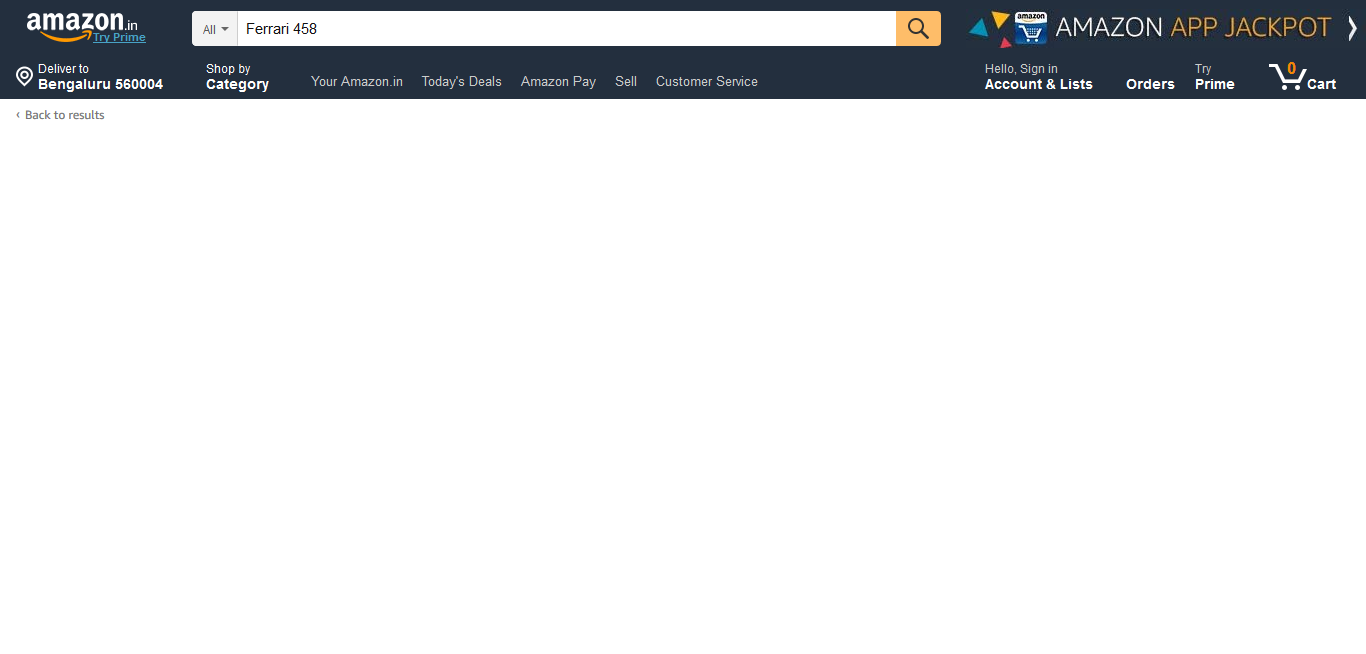 amazon.in
Try Prime
All
Ferrari 458
amazon
AMAZON APP JACKPOT
Deliver to
Bengaluru 560004
Shop by
Category
Your Amazon.in
Today's Deals
Amazon Pay
Sell
Customer Service
Hello, Sign in
Account & Lists
Orders
Try
Prime
0
Cart
‹ Back to results